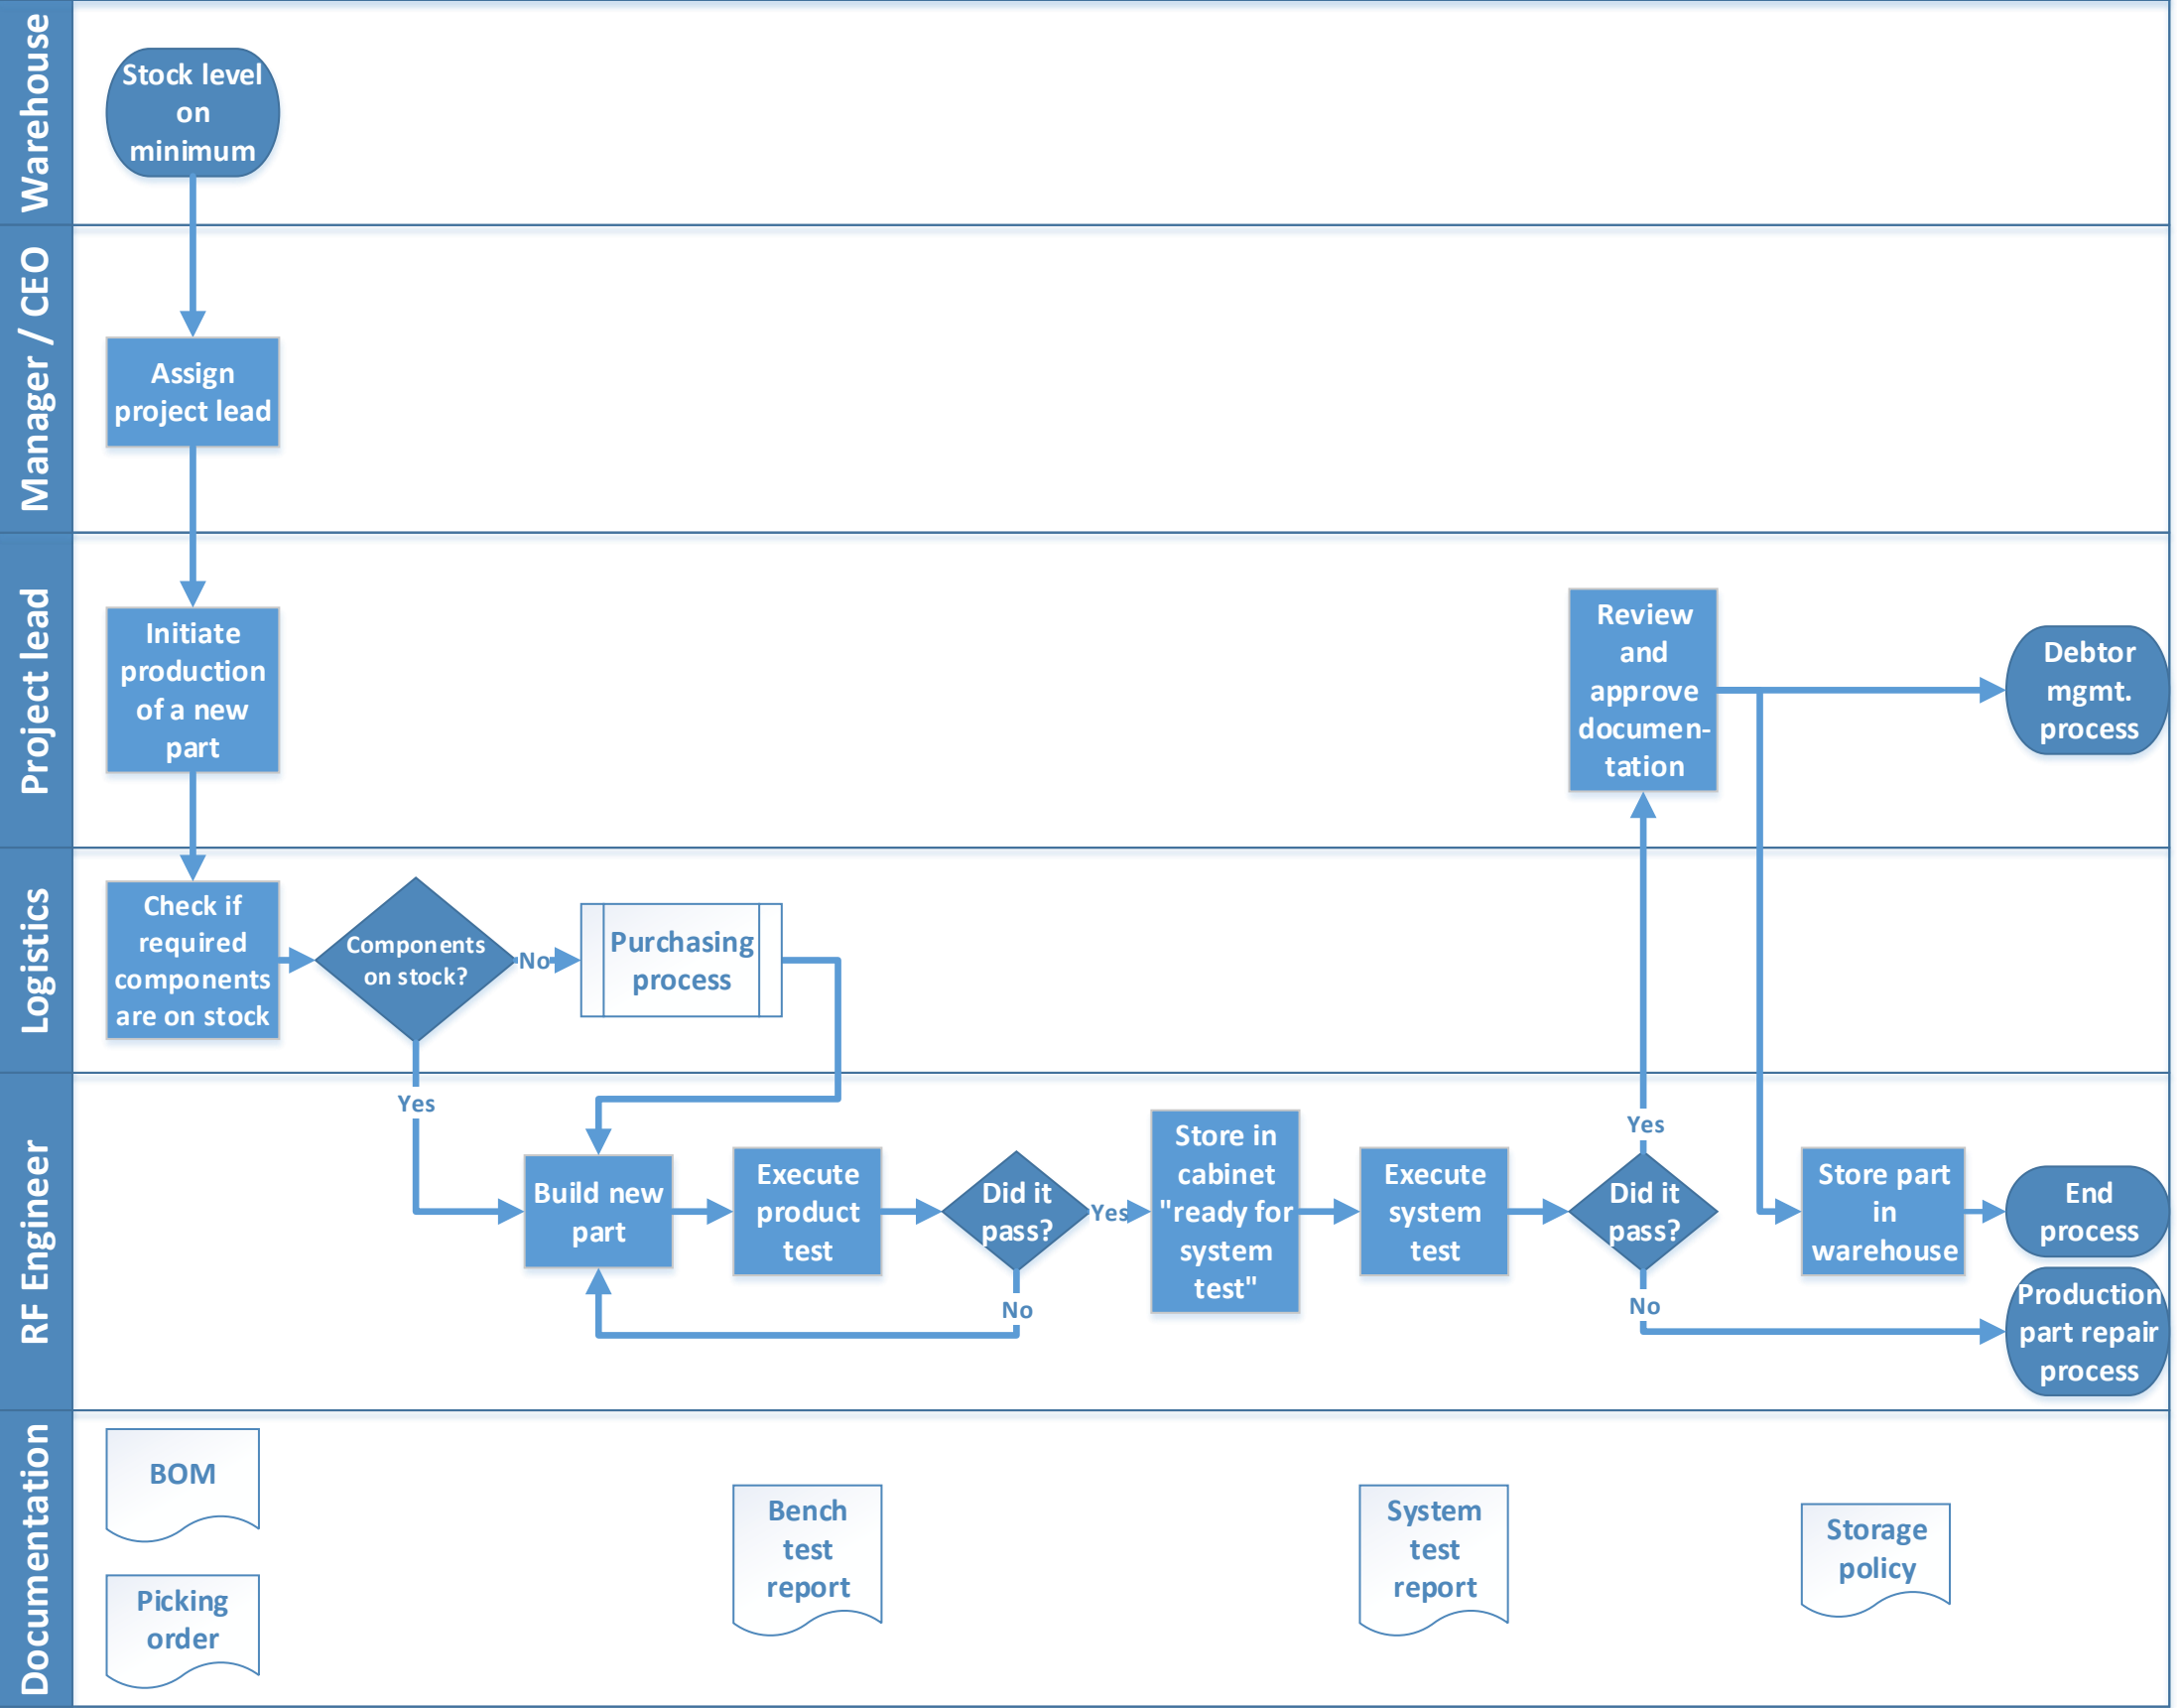 Warehouse
Stock level
on
minimum
Manager / CEO
Assign
project lead
Project lead
Initiate
production
of a new
part
Review
and
approve
documen-
tation
Debtor
mgmt.
process
Logistics
Check if
required
components
are on stock
Components
on stock?
No
Purchasing
process
Yes
RF Engineer
Build new
part
Execute
product
test
Did it
pass?
Yes
No
Store in
cabinet
"ready for
system
test"
Execute
system
test
Yes
Did it
pass?
No
Store part
in
warehouse
End
process
Production
part repair
process
Documentation
BOM
Picking
order
Bench
test
report
System
test
report
Storage
policy